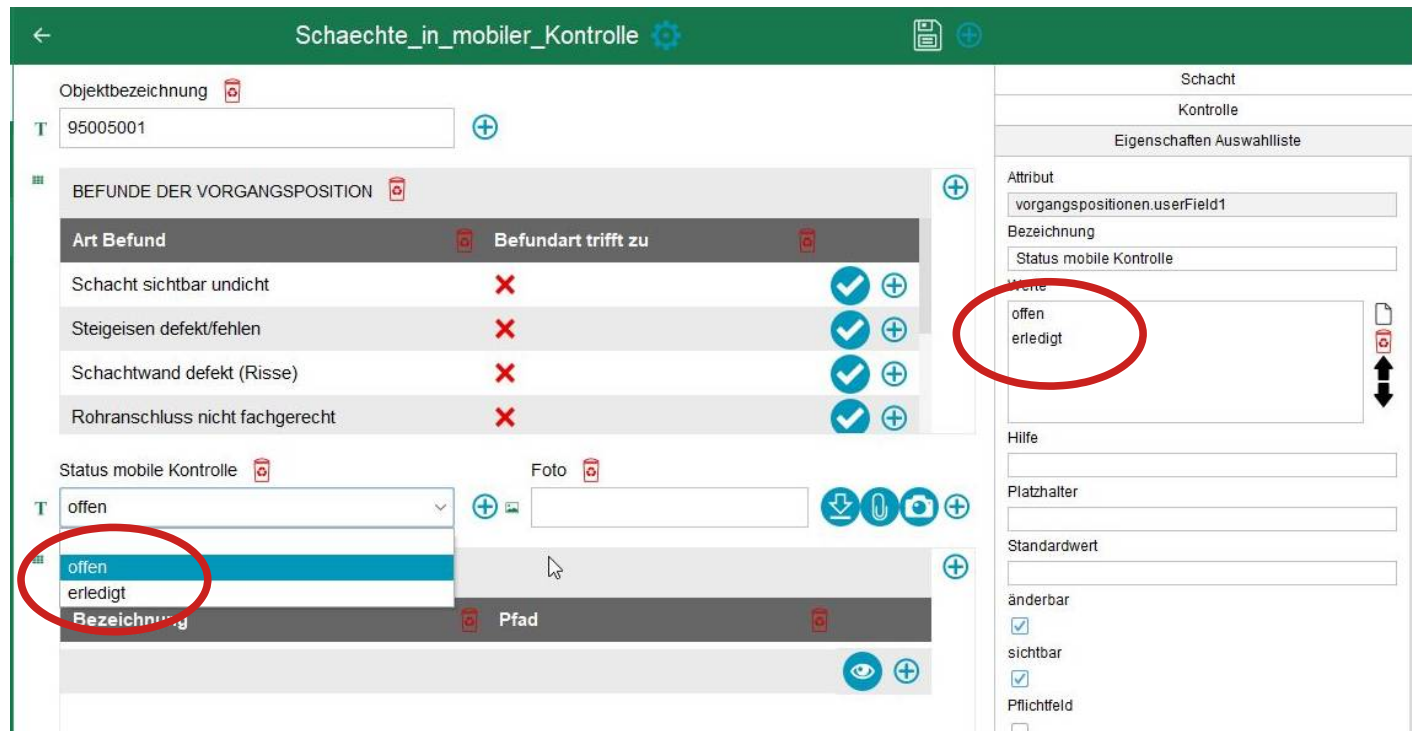 Schaechte_in_mobiler_Kontrolle
Objektbezeichnung
T 95005001
BEFUNDE DER VORGANGSPOSITION
Art Befund Befundart trifft zu
Schacht sichtbar undicht
Steigeisen defekt/fehlen
Schachtwand defekt (Risse)
Rohranschluss nicht fachgerecht
Status mobile Kontrolle Foto
T offen
offen
erledigt
Bezeichnung Pfad
Schacht
Kontrolle
Eigenschaften Auswahlliste
Attribut
vorgangspositionen.userField1
Bezeichnung
Status mobile Kontrolle
Werte
offen
erledigt
Hilfe
Platzhalter
Standardwert
änderbar
sichtbar
Pflichtfeld